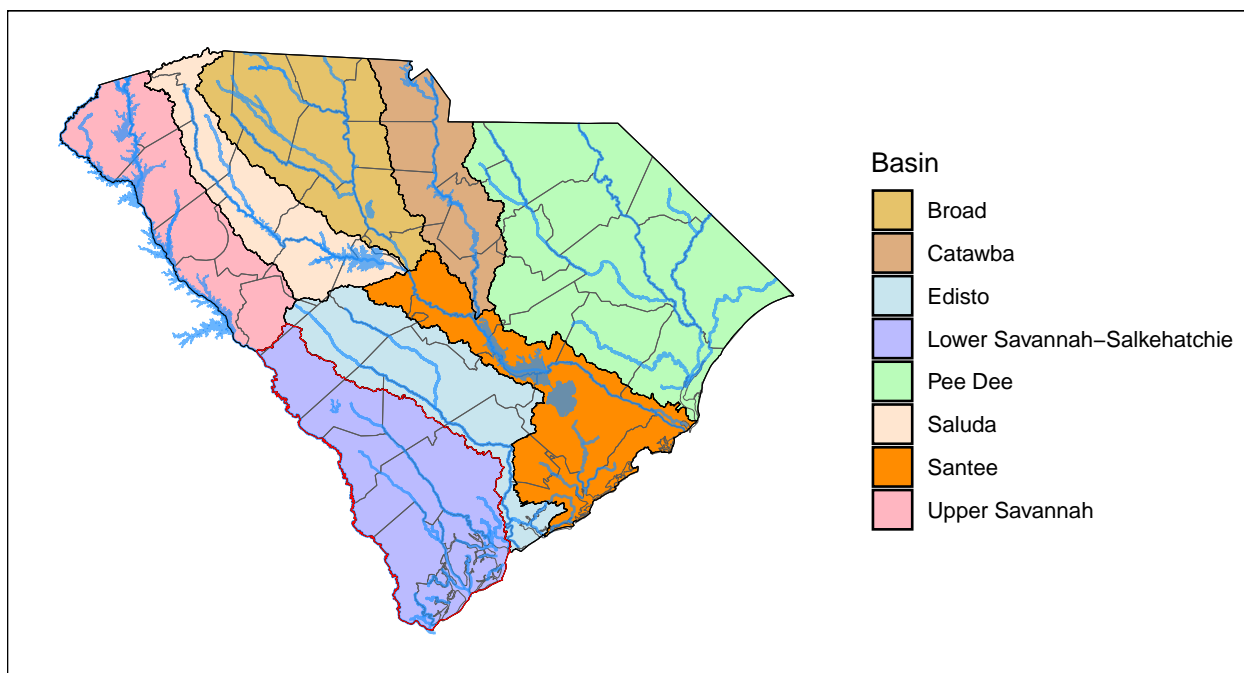 Basin
Broad
Catawba
Edisto
Lower Savannah−Salkehatchie
Pee Dee
Saluda
Santee
Upper Savannah